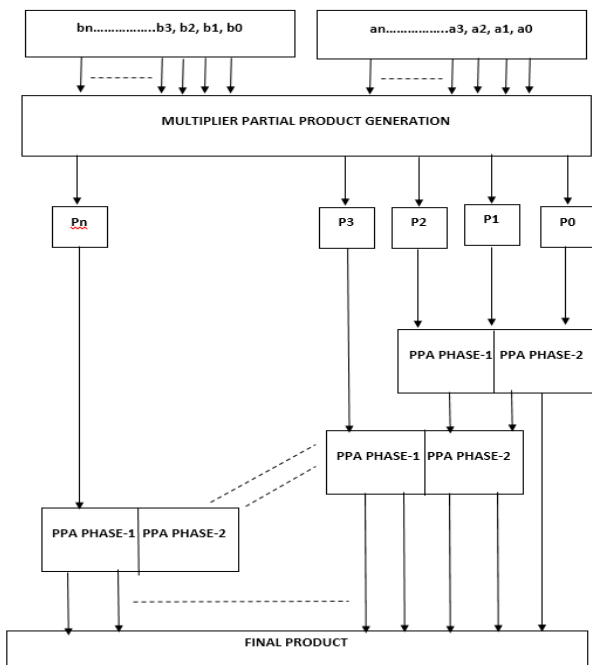 bn……………..b3, b2, b1, b0
an……………..a3, a2, a1, a0
MULTIPLIER PARTIAL PRODUCT GENERATION
Pn
P3
P2
P1
P0
PPA PHASE-1
PPA PHASE-2
PPA PHASE-1
PPA PHASE-2
PPA PHASE-1
PPA PHASE-2
FINAL PRODUCT